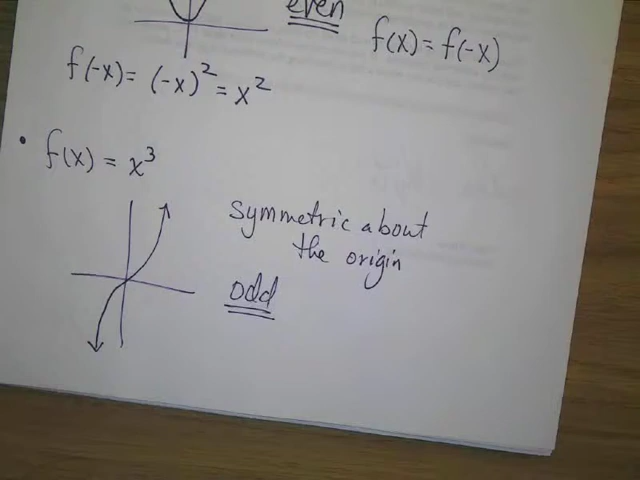 even
f(x) = f(-x)
f(-x) = (-x)² = x²
• f(x) = x³
symmetric about
the origin
odd